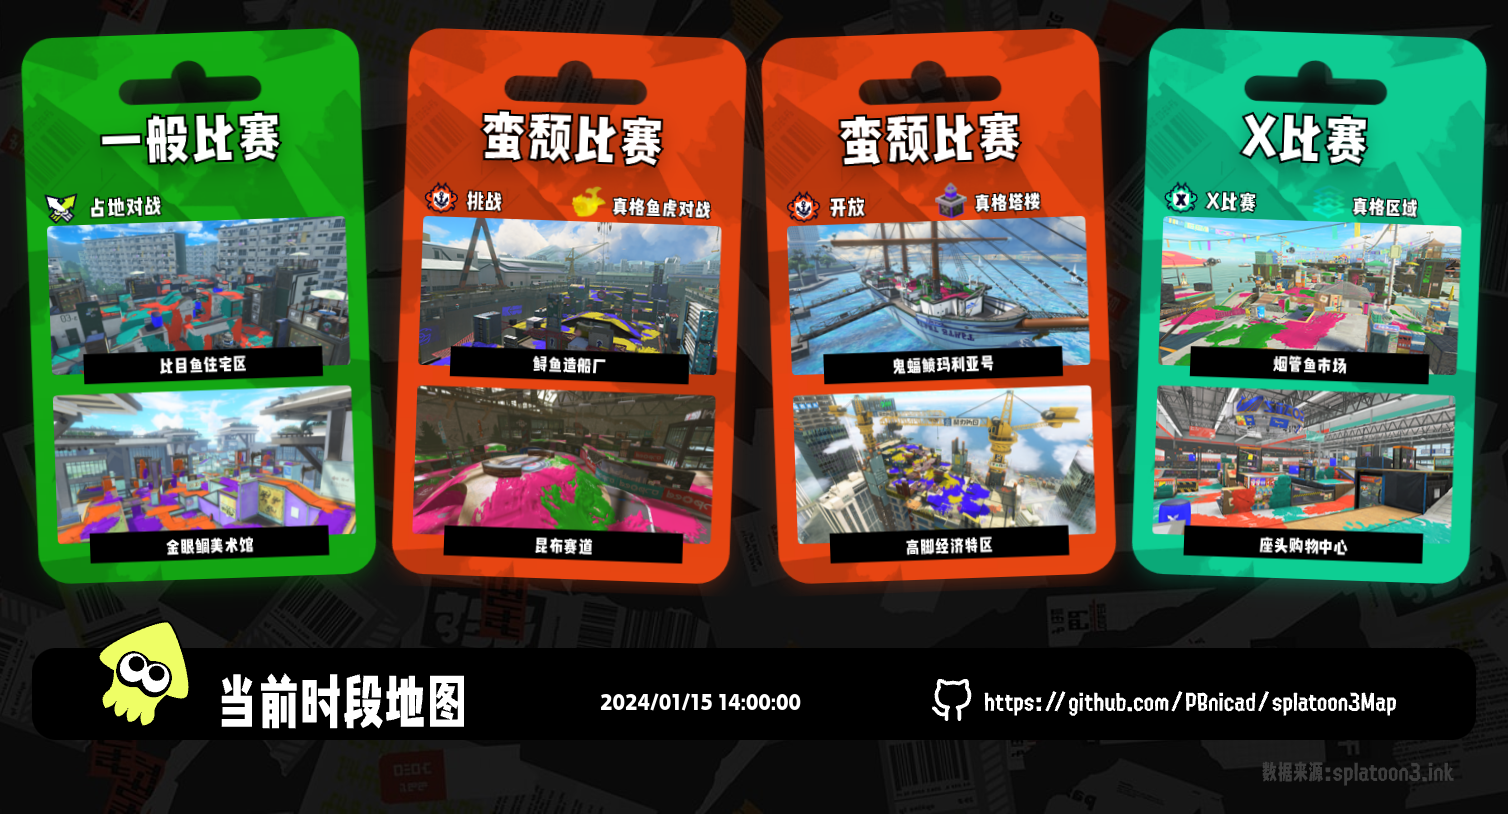 一般比赛
占地对战
比目鱼住宅区
金眼鲷美术馆
蛮颓比赛
挑战
真格鱼虎对战
鲟鱼造船厂
昆布赛道
蛮颓比赛
开放
真格塔楼
鬼蝠鲼玛利亚号
高脚经济特区
X比赛
X比赛
真格区域
烟管鱼市场
座头购物中心
当前时段地图
2024/01/15 14:00:00
https://github.com/PBnicad/splatoon3Map
数据来源:splatoon3.ink